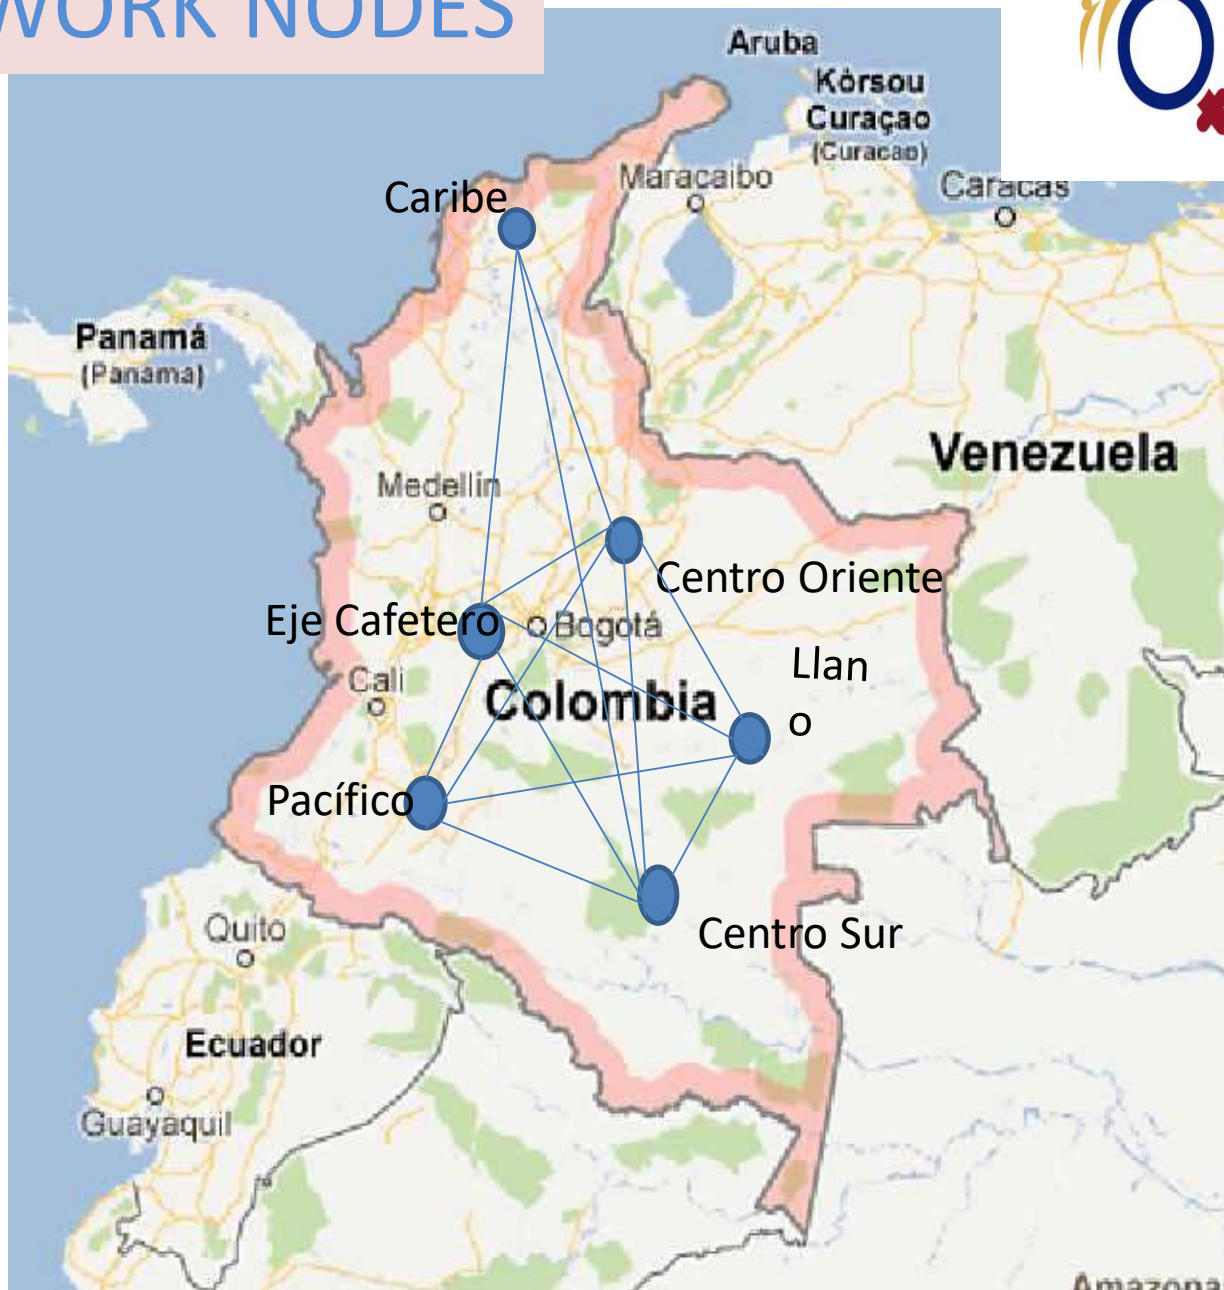 WORK NODES
Aruba
Kòrsou
Curaçao
(Curacao)
Maracaibo
Caracas
Caribe
Panamá
(Panama)
Venezuela
Medellín
Centro Oriente
Eje Cafetero
Bogotá
Llan
o
Cali
Colombia
Pacífico
Quito
Centro Sur
Ecuador
Guayaquil